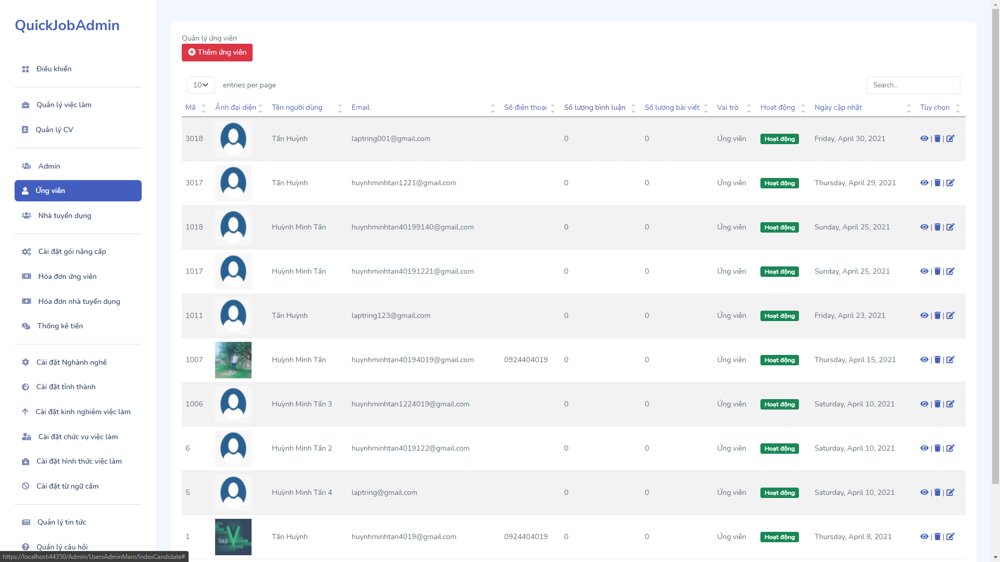 QuickJobAdmin
Điều khiển
Quản lý việc làm
Quản lý CV
Admin
Ứng viên
Nhà tuyển dụng
Cài đặt gói nâng cấp
Hóa đơn ứng viên
Hóa đơn nhà tuyển dụng
Thống kê tiền
Cài đặt Nghành nghề
Cài đặt tỉnh thành
Cài đặt kinh nghiệm việc làm
Cài đặt chức vụ việc làm
Cài đặt hình thức việc làm
Cài đặt từ ngữ cấm
Quản lý tin tức
Quản lý câu hỏi
Quản lý ứng viên
Thêm ứng viên
10 entries per page
Search...
Mã Ảnh đại diện Tên người dùng Email Số điện thoại Số lượng bình luận Số lượng bài viết Vai trò Hoạt động Ngày cập nhật Tùy chọn
3018 Tấn Huỳnh laptring001@gmail.com 0 0 Ứng viên Hoạt động Friday, April 30, 2021 | |
3017 Tấn Huỳnh huynhminhtan1221@gmail.com 0 0 Ứng viên Hoạt động Thursday, April 29, 2021 | |
1018 Huỳnh Minh Tấn huynhminhtan40199140@gmail.com 0 0 Ứng viên Hoạt động Sunday, April 25, 2021 | |
1017 Huỳnh Minh Tấn huynhminhtan40191221@gmail.com 0 0 Ứng viên Hoạt động Sunday, April 25, 2021 | |
1011 Tấn Huỳnh laptring123@gmail.com 0 0 Ứng viên Hoạt động Friday, April 23, 2021 | |
1007 Huỳnh Minh Tấn huynhminhtan40194019@gmail.com 0924404019 0 0 Ứng viên Hoạt động Thursday, April 15, 2021 | |
1006 Huỳnh Minh Tấn 3 huynhminhtan1224019@gmail.com 0 0 Ứng viên Hoạt động Saturday, April 10, 2021 | |
6 Huỳnh Minh Tấn 2 huynhminhtan4019122@gmail.com 0 0 Ứng viên Hoạt động Saturday, April 10, 2021 | |
5 Huỳnh Minh Tấn 4 laptring@gmail.com 0 0 Ứng viên Hoạt động Saturday, April 10, 2021 | |
1 Vue.js Tấn Huỳnh huynhminhtan4019@gmail.com 0924404019 0 0 Ứng viên Hoạt động Thursday, April 8, 2021 | |
https://localhost:44350/Admin/UsersAdminMain/IndexCandidate#